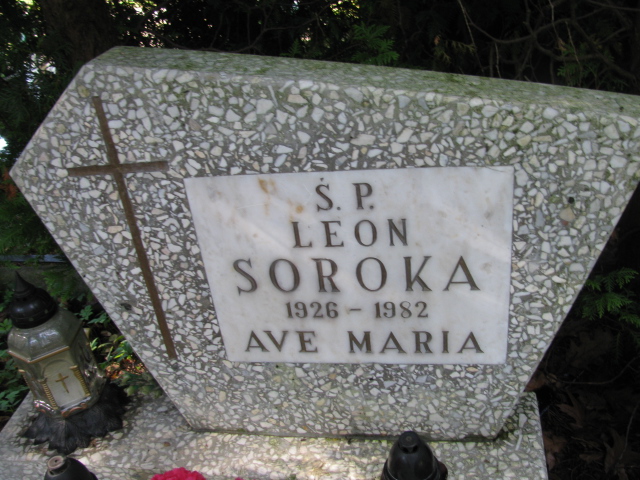 Ś. P.
LEON
SOROKA
1926 – 1982
AVE MARIA